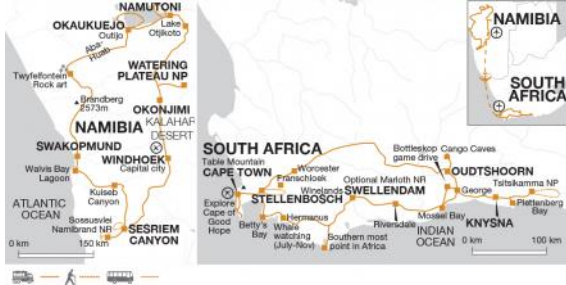 NAMUTONI
OKAUKUEJO
Outijo
Lake
Otjikoto
Aba-
Huab
Twyfelfontein
Rock art
WATERING
PLATEAU NP
Brandberg
2573m
OKONJIMI
KALAHARI
DESERT
NAMIBIA
SWAKOPMUND
WINDHOEK
Capital city
Walvis Bay
Lagoon
Kuiseb
Canyon
ATLANTIC
OCEAN
Sossusvlei
Namibrand NR
SESRIEM
CANYON
0 km
150 km
SOUTH AFRICA
Table Mountain
CAPE TOWN
Worcester
Franschloek
Winelands
STELLENBOSCH
Explore
Cape of
Good
Hope
Betty's
Bay
Hermanus
Whale
watching
(July-Nov)
Southern most
point in Africa
Optional Marloth NR
SWELLENDAM
Riversdale
Bottleskop
game drive
Cango Caves
OUDTSHOORN
George
Tsitsikamma NP
Plettenberg
Bay
KNYSNA
Mossel Bay
INDIAN
OCEAN
0 km
100 km
NAMIBIA
SOUTH
AFRICA